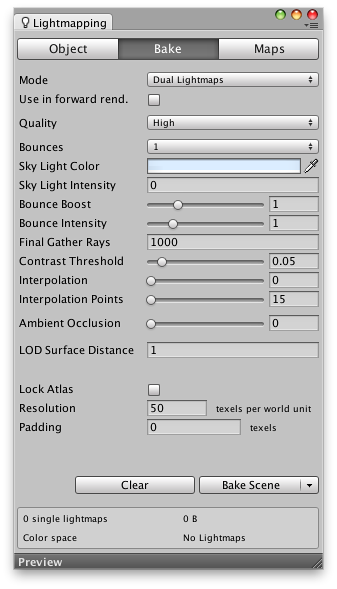 Lightmapping
Object Bake Maps
Mode Dual Lightmaps
Use in forward rend.
Quality High
Bounces 1
Sky Light Color
Sky Light Intensity 0
Bounce Boost 1
Bounce Intensity 1
Final Gather Rays 1000
Contrast Threshold 0.05
Interpolation 0
Interpolation Points 15
Ambient Occlusion 0
LOD Surface Distance 1
Lock Atlas
Resolution 50 texels per world unit
Padding 0 texels
Clear Bake Scene
0 single lightmaps 0 B
Color space No Lightmaps
Preview